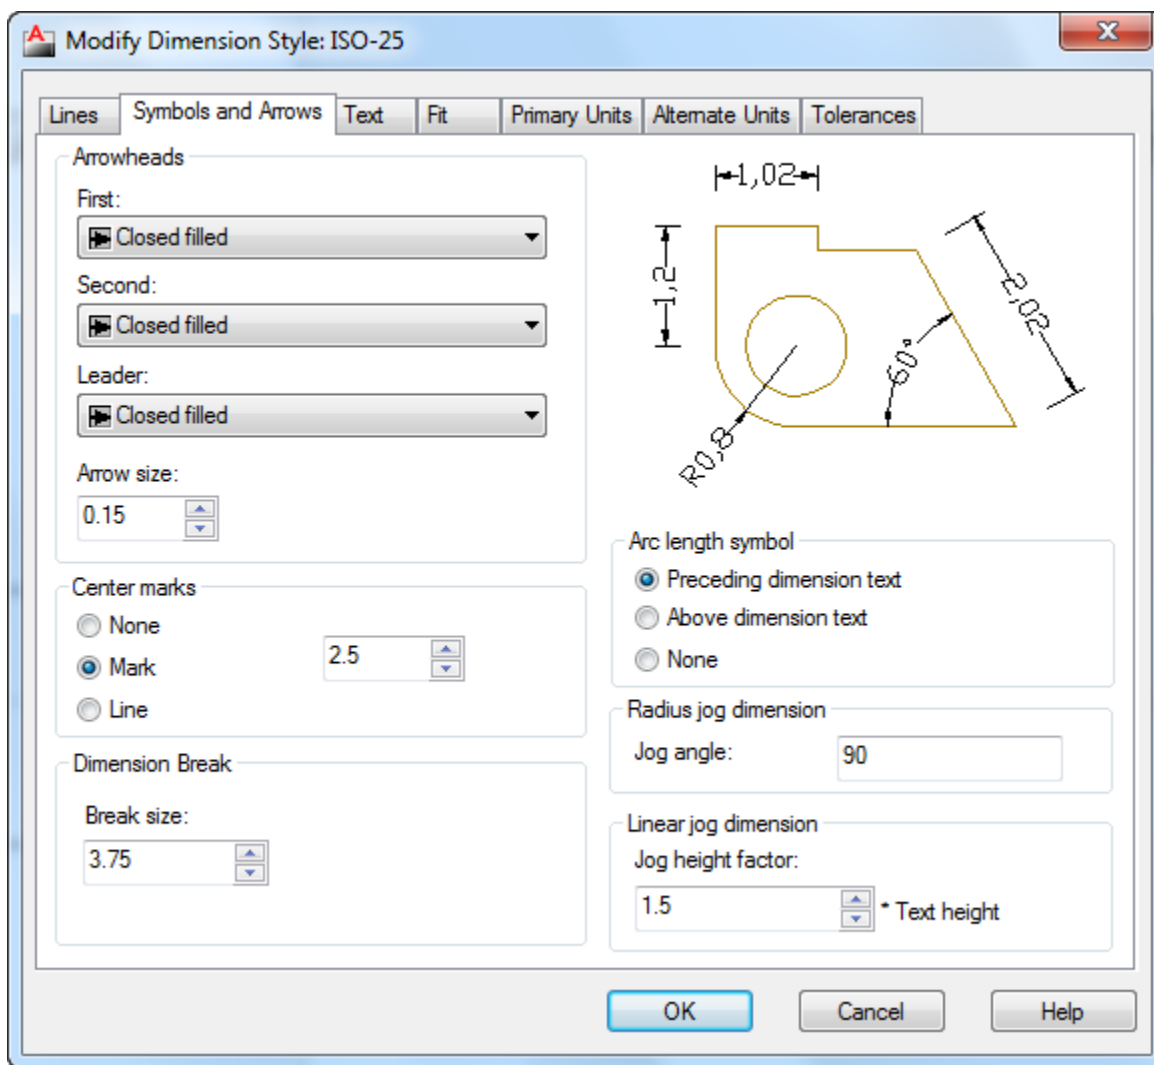 Modify Dimension Style: ISO-25
Lines
Symbols and Arrows
Text
Fit
Primary Units
Alternate Units
Tolerances
Arrowheads
First:
Closed filled
Second:
Closed filled
Leader:
Closed filled
Arrow size:
0.15
Center marks
None
Mark
2.5
Line
Dimension Break
Break size:
3.75
1,02
1,2
2,02
60°
R0,8
Arc length symbol
Preceding dimension text
Above dimension text
None
Radius jog dimension
Jog angle:
90
Linear jog dimension
Jog height factor:
1.5
* Text height
OK
Cancel
Help